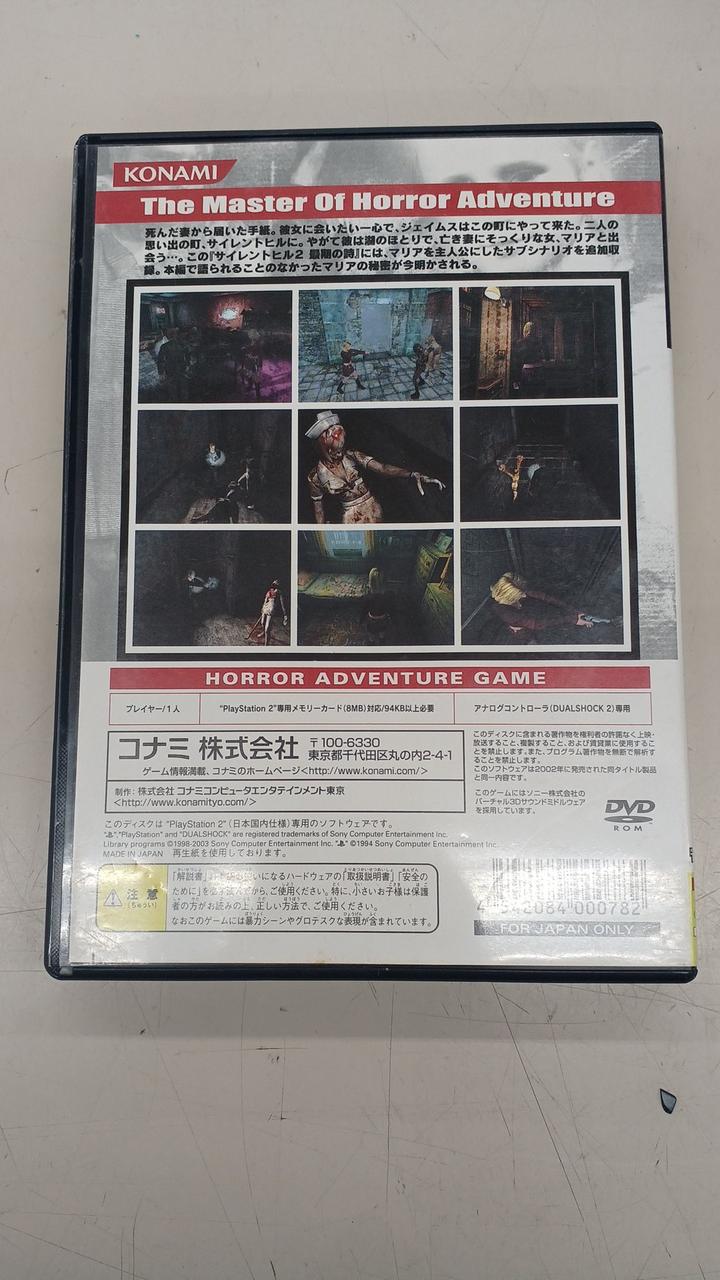 KONAMI
The Master Of Horror Adventure
死んだ妻から届いた手紙。彼女に会いたい一心で、ジェイムスはこの町にやって来た。二人の
思い出の町、サイレントヒルに。やがて彼は湖のほとりで、亡き妻にそっくりな女、マリアと出
会う…。この『サイレントヒル2 最期の詩』には、マリアを主人公にしたサブシナリオを追加収
録。本編で語られることのなかったマリアの秘密が今明かされる。
HORROR ADVENTURE GAME
プレイヤー/1人
"PlayStation 2"専用メモリーカード(8MB)対応/94KB以上必要
アナログコントローラ(DUALSHOCK 2)専用
コナミ 株式会社 〒100-6330
東京都千代田区丸の内2-4-1
ゲーム情報満載、コナミのホームページ<http://www.konami.com/>
制作: 株式会社 コナミコンピュータエンタテインメント東京
<http://www.konamityo.com/>
このディスクに含まれる著作物を権利者の許諾なく上映・
放送すること、複製すること、および賃貸業に使用するこ
とを禁止します。また、プログラム著作物を無断で解析す
ることを禁止します。
このソフトウェアは2002年に発売された同タイトル製品
と同一内容です。
このゲームにはソニー株式会社の
バーチャル3Dサウンドミドルウェア
を採用しています。
DVD
ROM
このディスクは "PlayStation 2"(日本国内仕様)専用のソフトウェアです。
"PlayStation" and "DUALSHOCK" are registered trademarks of Sony Computer Entertainment Inc.
Library programs ©1998-2003 Sony Computer Entertainment Inc. ©1994 Sony Computer Entertainment Inc.
MADE IN JAPAN 再生紙を使用しております。
注意
(ちゅうい)
「解説書」 いになるハードウェアの「取扱説明書」「安全の
ために」を必ずお読みてから、ご使用ください。特に、小さいお子様は保護
者の方がお読みの上、正しい方法で、ご使用ください。
なおこのゲームには暴力シーンやグロテスクな表現が含まれています。
4 "042084" 000782
FOR JAPAN ONLY